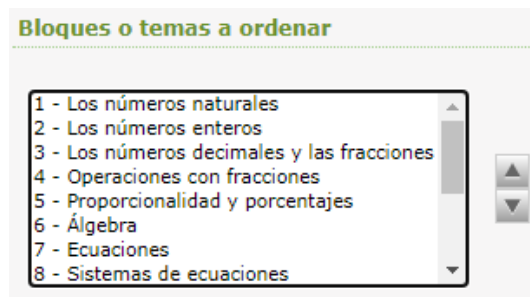 Bloques o temas a ordenar
1 - Los números naturales
2 - Los números enteros
3 - Los números decimales y las fracciones
4 - Operaciones con fracciones
5 - Proporcionalidad y porcentajes
6 - Álgebra
7 - Ecuaciones
8 - Sistemas de ecuaciones